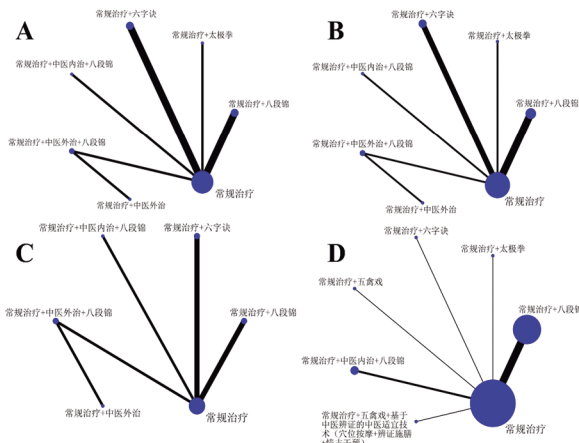 A
常规治疗+六字诀
常规治疗+太极拳
常规治疗+中医内治+八段锦
常规治疗+八段锦
常规治疗+中医外治+八段锦
常规治疗+中医外治
常规治疗
B
常规治疗+六字诀
常规治疗+太极拳
常规治疗+中医内治+八段锦
常规治疗+八段锦
常规治疗+中医外治+八段锦
常规治疗+中医外治
常规治疗
C
常规治疗+中医内治+八段锦
常规治疗+六字诀
常规治疗+中医外治+八段锦
常规治疗+八段锦
常规治疗+中医外治
常规治疗
D
常规治疗+六字诀
常规治疗+太极拳
常规治疗+五禽戏
常规治疗+八段锦
常规治疗+中医内治+八段锦
常规治疗+五禽戏+基于
中医辨证的中医适宜技
术（穴位按摩+辨证施膳
常规治疗